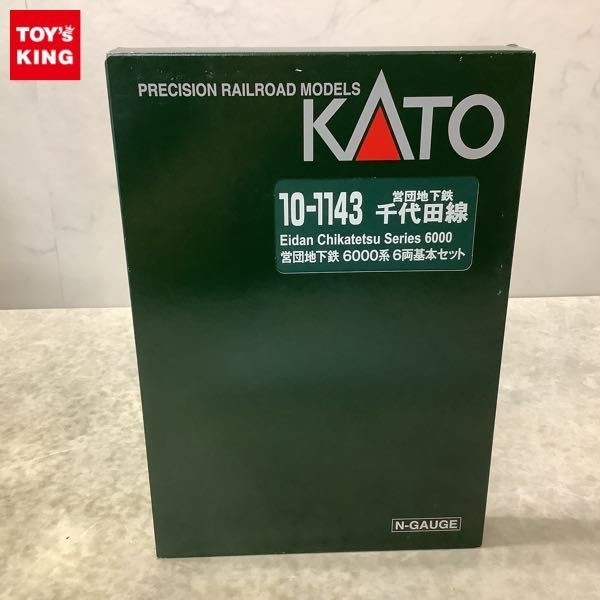 TOY'S
KING
PRECISION RAILROAD MODELS
KATO
10-1143
営団地下鉄
千代田線
Eidan Chikatetsu Series 6000
営団地下鉄 6000系 6両基本セット
N-GAUGE